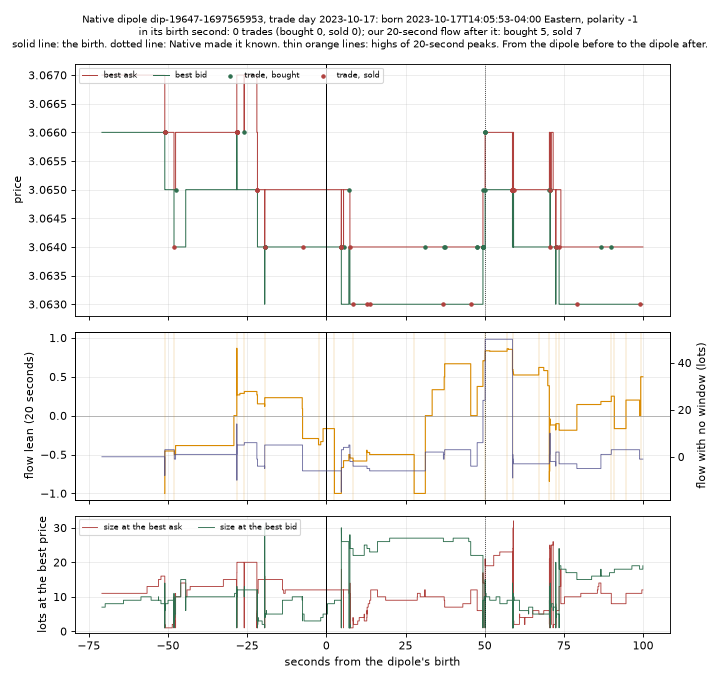 Native dipole dip-19647-1697565953, trade day 2023-10-17: born 2023-10-17T14:05:53-04:00 Eastern, polarity -1
in its birth second: 0 trades (bought 0, sold 0); our 20-second flow after it: bought 5, sold 7
solid line: the birth. dotted line: Native made it known. thin orange lines: highs of 20-second peaks. From the dipole before to the dipole after.
best ask
best bid
trade, bought
trade, sold
3.0670
3.0665
3.0660
3.0655
3.0650
3.0645
3.0640
3.0635
3.0630
price
1.0
0.5
0.0
−0.5
−1.0
flow lean (20 seconds)
40
20
0
flow with no window (lots)
size at the best ask
size at the best bid
30
20
10
0
lots at the best price
−75
−50
−25
0
25
50
75
100
seconds from the dipole's birth